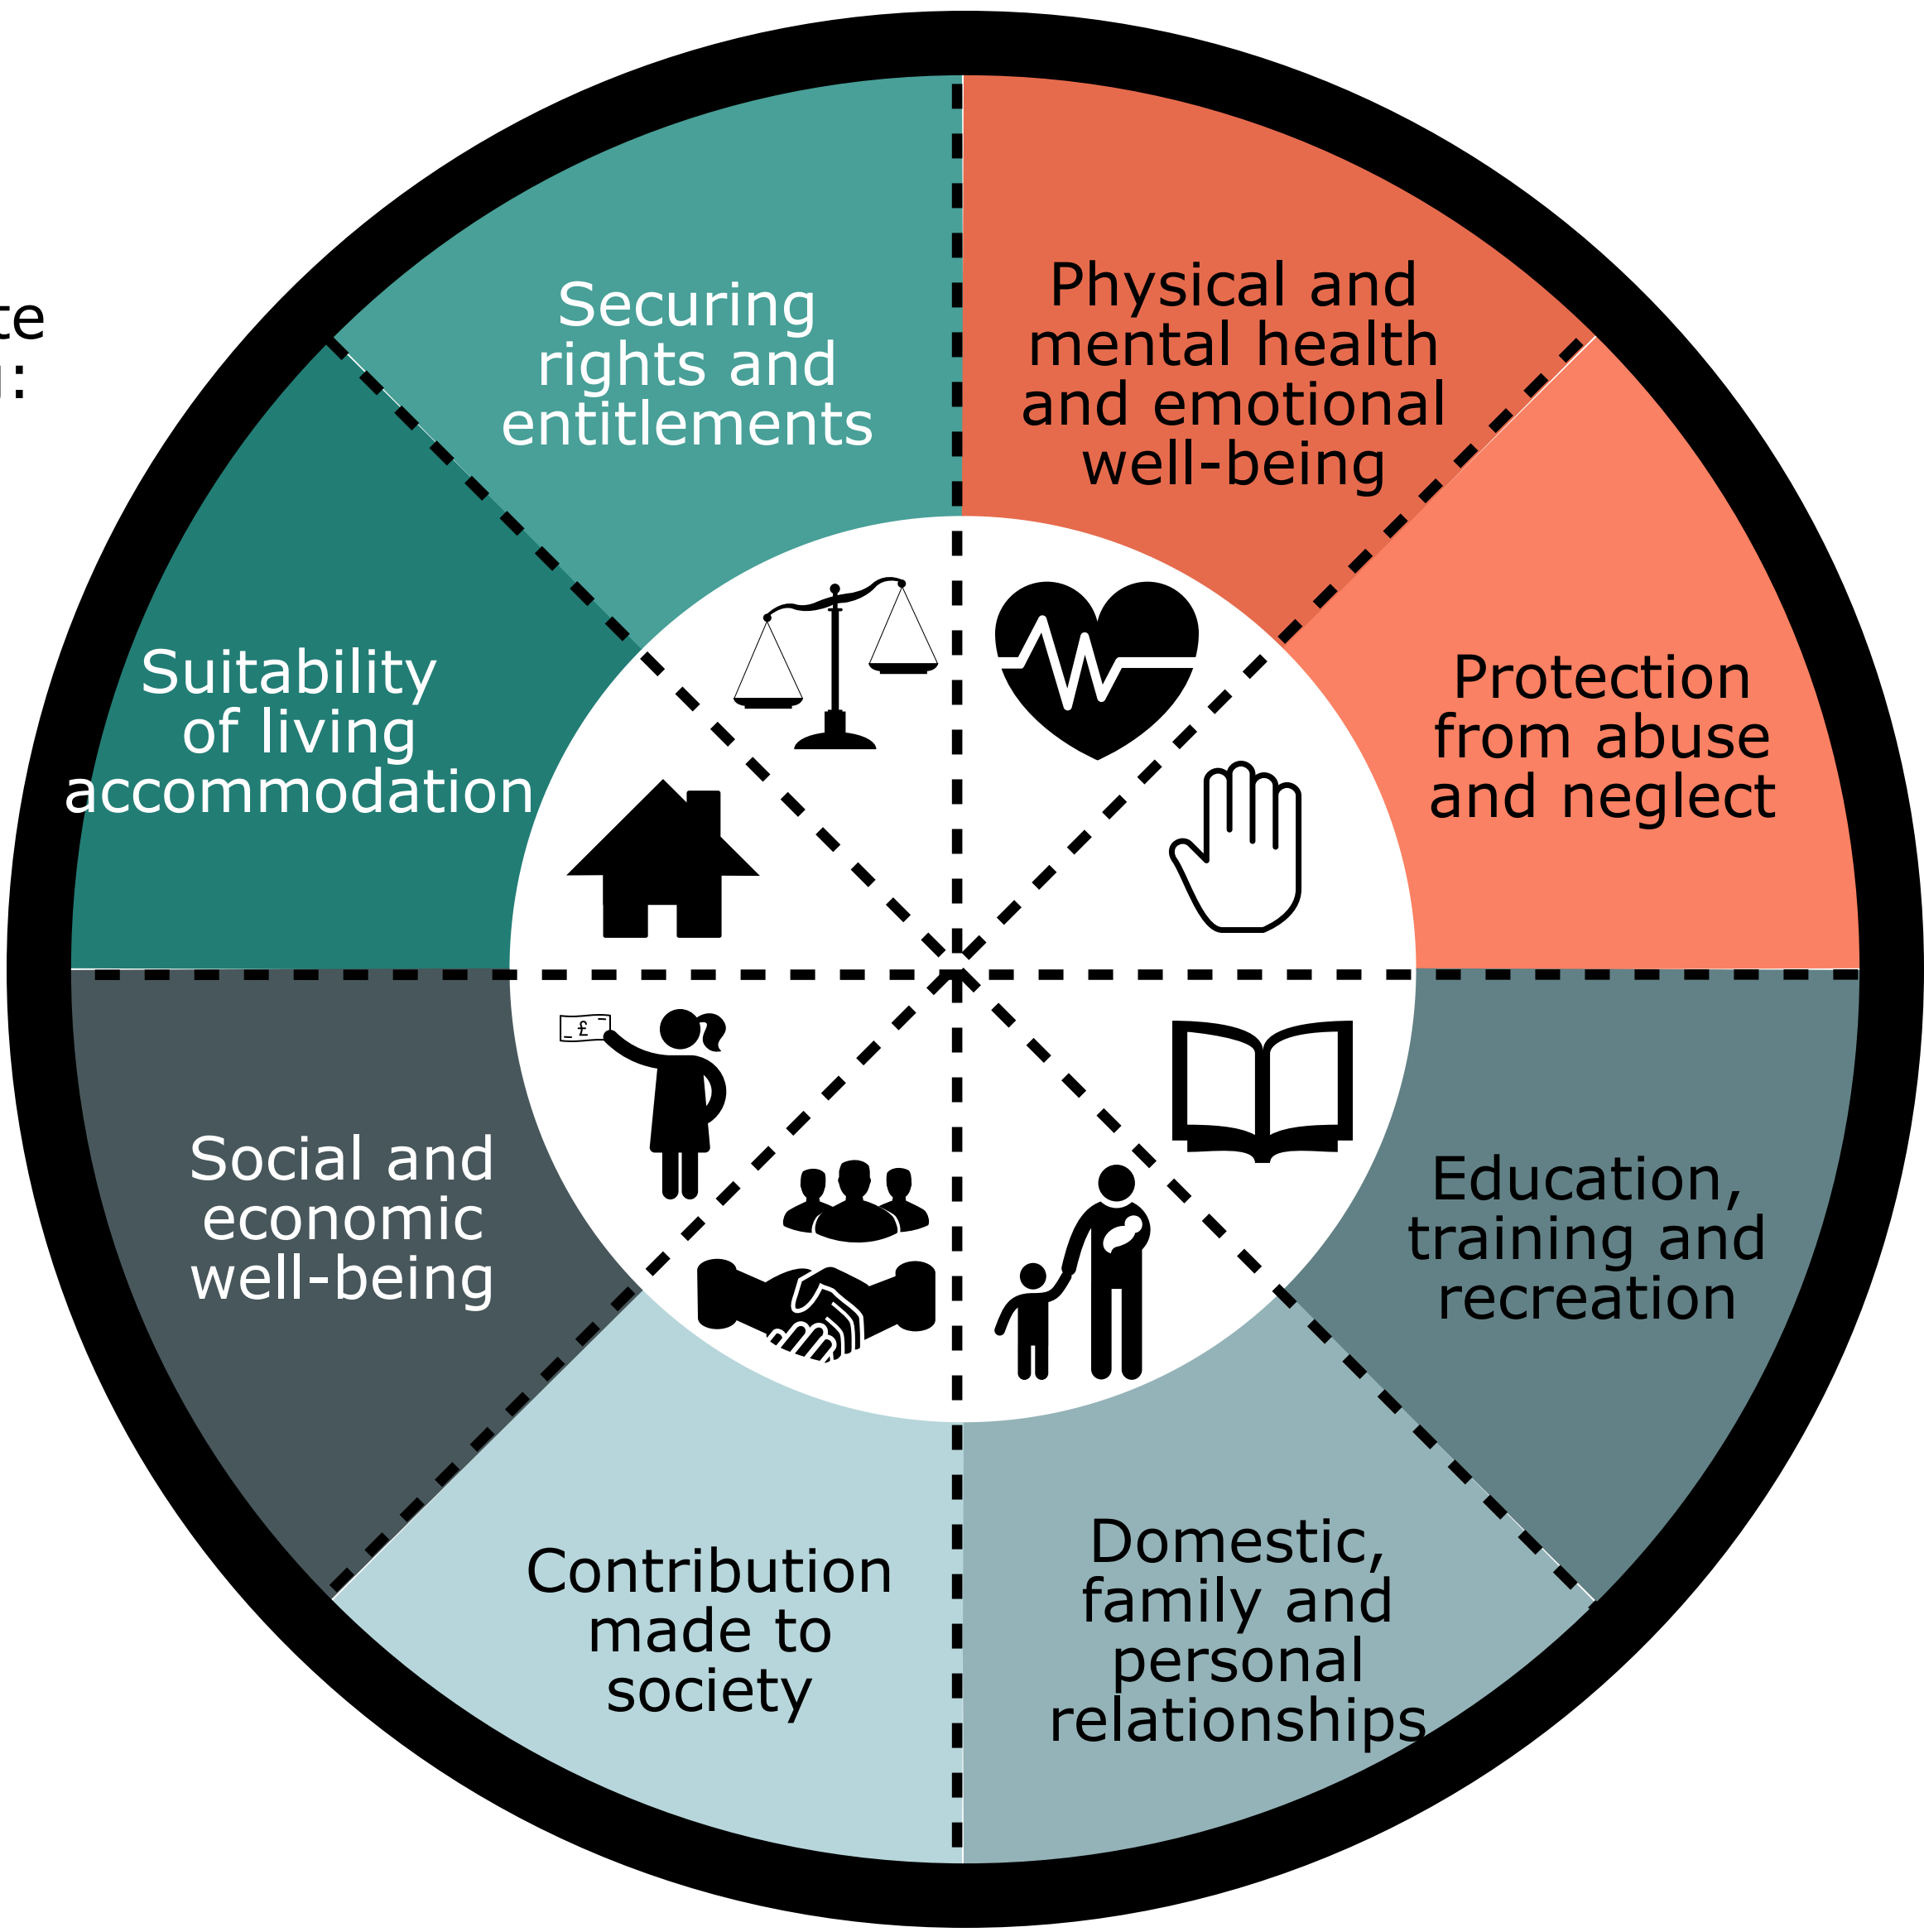 Securing
rights and
entitlements
Physical and
mental health
and emotional
well-being
Protection
from abuse
and neglect
Education,
training and
recreation
Domestic,
family and
personal
relationships
Contribution
made to
society
Social and
economic
well-being
£
Suitability
of living
accommodation